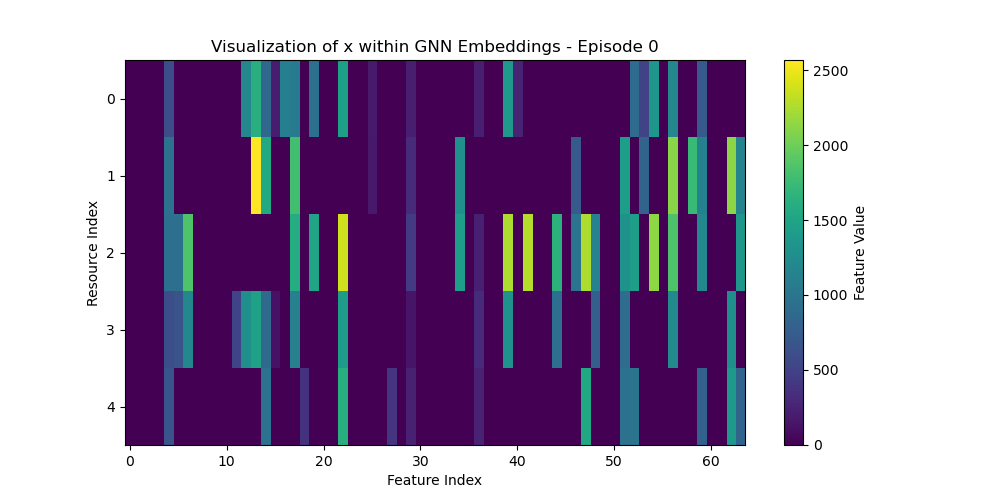 Visualization of x within GNN Embeddings - Episode 0
Resource Index
0
1
2
3
4
0 10 20 30 40 50 60
Feature Index
2500
2000
1500
1000
500
0
Feature Value